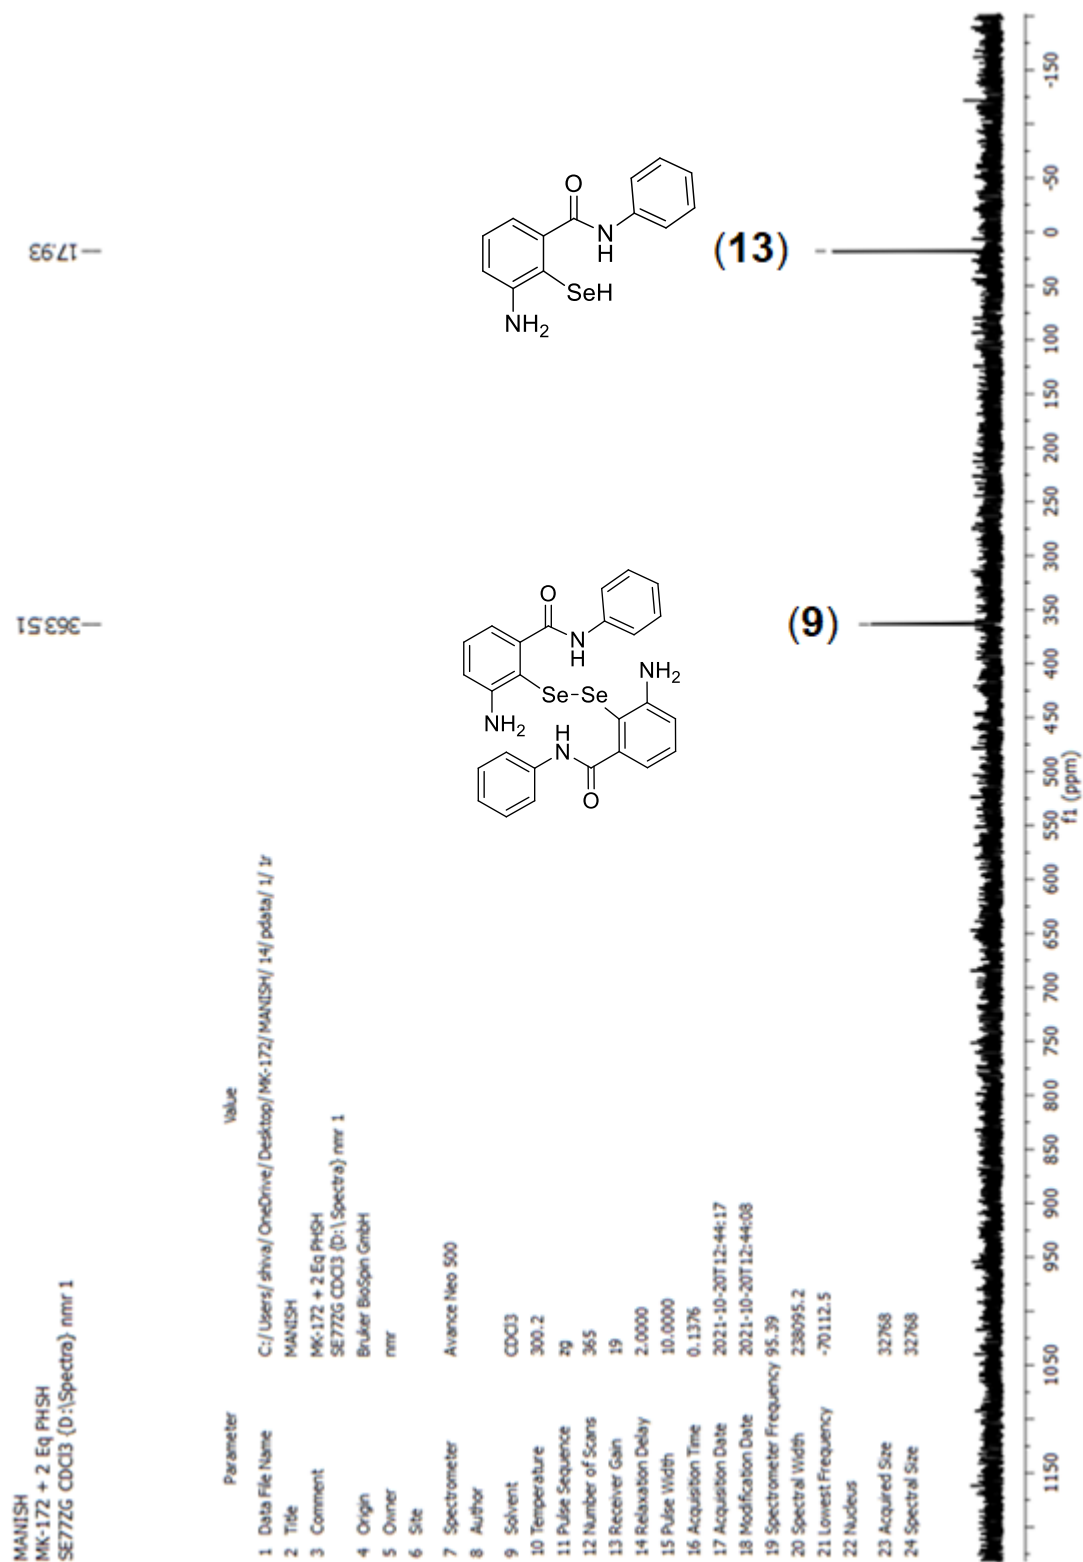 MANISH
MK-172 + 2 Eq PHSH
SE77ZG CDCl3 {D:\Spectra} nmr 1
Parameter Value
1 Data File Name C:/ Users/ shiva/ OneDrive/ Desktop/ MK-172/ MANISH/ 14/ pdata/ 1/ 1r
2 Title MANISH
3 Comment MK-172 + 2 Eq PHSH
SE77ZG CDCl3 {D:\Spectra} nmr 1
4 Origin Bruker BioSpin GmbH
5 Owner nmr
6 Site
7 Spectrometer Avance Neo 500
8 Author
9 Solvent CDCl3
10 Temperature 300.2
11 Pulse Sequence zg
12 Number of Scans 365
13 Receiver Gain 19
14 Relaxation Delay 2.0000
15 Pulse Width 10.0000
16 Acquisition Time 0.1376
17 Acquisition Date 2021-10-20T12:44:17
18 Modification Date 2021-10-20T12:44:08
19 Spectrometer Frequency 95.39
20 Spectral Width 238095.2
21 Lowest Frequency -70112.5
22 Nucleus
23 Acquired Size 32768
24 Spectral Size 32768
363.51
17.93
O
N
H
SeH
NH2
(13)
O
N
H
Se-Se
NH2
NH2
H
N
O
(9)
1150 1050 950 900 850 800 750 700 650 600 550 500 450 400 350 300 250 200 150 100 50 0 -50 -150
f1 (ppm)